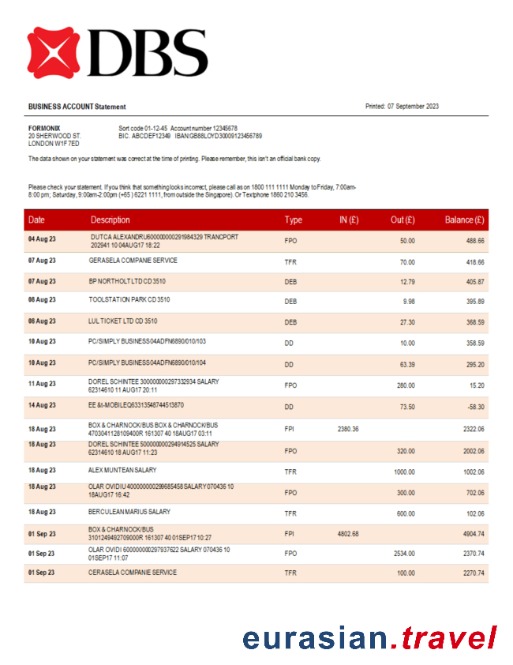 DBS
BUSINESS ACCOUNT Statement Printed: 07 September 2023
FORMONIX Sort code 01-12-45 Account number 12345678
20 SHERWOOD ST. BIC. ABCDEF12349 IBAN GB88LOYD30009123456789
LONDON W1F7ED
The data shown on your statement was correct at the time of printing. Please remember, this isn't an official bank copy.
Please check your statement. If you think that something looks incorrect, please call us on 1800 111 1111 Monday to Friday, 7:00am-
8:00 pm; Saturday, 9:00am-2:00pm (+65) 6221 1111, from outside the Singapore) Or Textphone 1860 210 3456.
Date Description Type IN (£) Out (£) Balance (£)
04 Aug 23 DUTCA ALEXANDRU600000000291984329 TRANCPORT
202941 10 04AUG17 18:22 FPO 50.00 488.66
07 Aug 23 GERASELA COMPANIE SERVICE TFR 70.00 418.66
07 Aug 23 BP NORTHOLT LTD CD 3510 DEB 12.79 405.87
08 Aug 23 TOOLSTATION PARK CD 3510 DEB 9.98 395.89
08 Aug 23 LUL TICKET LTD CD 3510 DEB 27.30 368.59
10 Aug 23 PC/SIMPLY BUSINESS04ADFN6890/010/103 DD 10.00 358.59
10 Aug 23 PC/SIMPLY BUSINESS04ADFN6890/010/104 DD 63.39 295.20
11 Aug 23 DOREL SCHINTEE 300000000297332934 SALARY
62314610 11 AUG17 20:11 FPO 280.00 15.20
14 Aug 23 EE &t-MOBILEQ63313548744513870 DD 73.50 -58.30
18 Aug 23 BOX & CHARNOCK/BUS BOX & CHARNOCK/BUS
4703041128109400R 161307 40 18AUG17 03:11 FPI 2380.36 2322.06
18 Aug 23 DOREL SCHINTEE 500000000294914525 SALARY
62314610 18 AUG17 11:23 FPO 320.00 2002.06
18 Aug 23 ALEX MUNTEAN SALARY TFR 1000.00 1002.06
18 Aug 23 OLAR OVIDIU 400000000299685458 SALARY 070436 10
18AUG17 16:42 FPO 300.00 702.06
18 Aug 23 BERCULEAN MARIUS SALARY TFR 600.00 102.06
01 Sep 23 BOX & CHARNOCK/BUS
3101249492709000R 161307 40 01SEP17 10:27 FPI 4802.68 4904.74
01 Sep 23 OLAR OVIDI 600000000297937622 SALARY 070436 10
01SEP17 11:07 FPO 2534.00 2370.74
01 Sep 23 CERASELA COMPANIE SERVICE TFR 100.00 2270.74
eurasian.travel